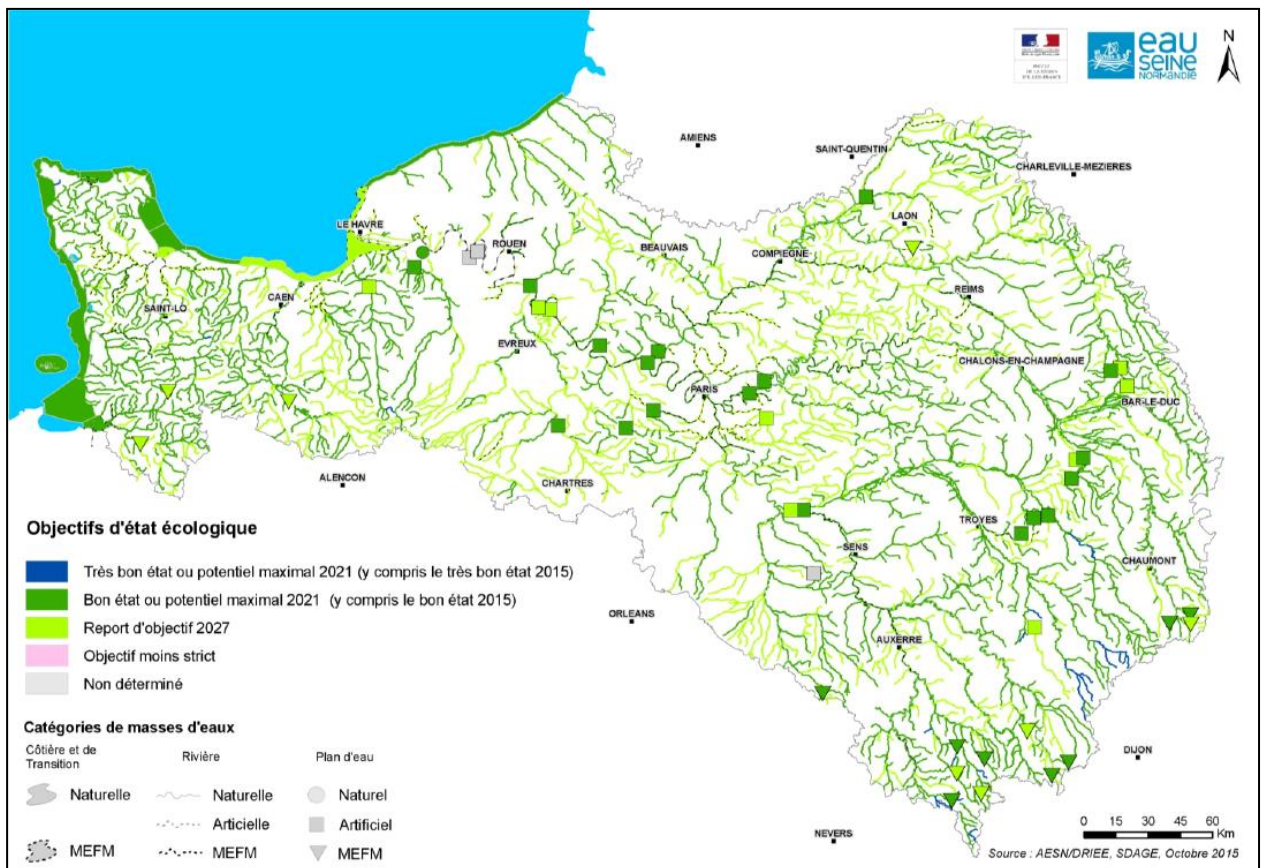 eau
SEINE
NORMANDIE
N
AMIENS
SAINT-QUENTIN
CHARLEVILLE-MEZIERES
LAON
LE HAVRE
ROUEN
BEAUVAIS
COMPIEGNE
REIMS
SAINT-LO
CAEN
EVREUX
CHALONS-EN-CHAMPAGNE
PARIS
BAR-LE-DUC
ALENCON
CHARTRES
TROYES
SENS
CHAUMONT
ORLEANS
AUXERRE
DIJON
NEVERS
Objectifs d'état écologique
Très bon état ou potentiel maximal 2021 (y compris le très bon état 2015)
Bon état ou potentiel maximal 2021 (y compris le bon état 2015)
Report d'objectif 2027
Objectif moins strict
Non déterminé
Catégories de masses d'eaux
Côtière et de Transition
Rivière
Plan d'eau
Naturelle
Naturelle
Naturel
Articielle
Artificiel
MEFM
MEFM
MEFM
0 15 30 45 60
Km
Source : AESN/DRIEE, SDAGE, Octobre 2015